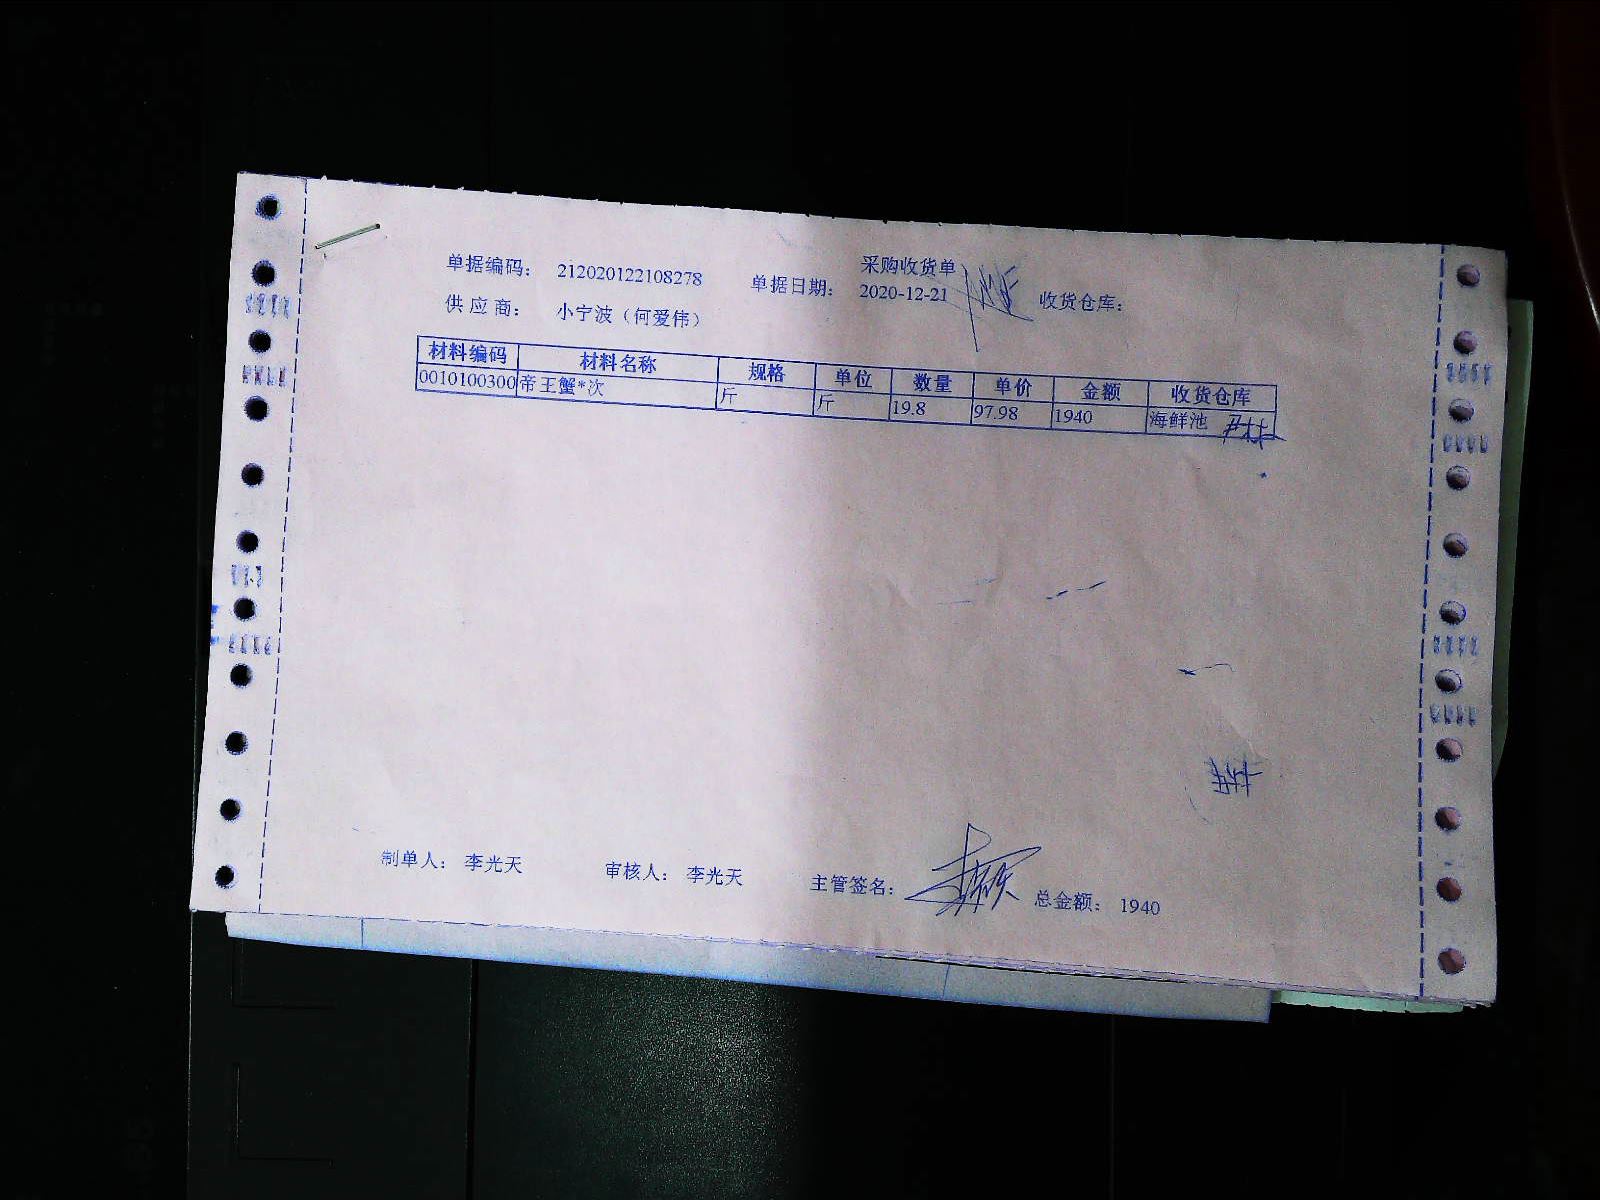 采购收货单
单据编码： 212020122108278 单据日期： 2020-12-21 收货仓库：
供 应 商： 小宁波（何爱伟）
材料编码 材料名称 规格 单位 数量 单价 金额 收货仓库
0010100300 帝王蟹*次 斤 斤 19.8 97.98 1940 海鲜池
制单人： 李光天 审核人： 李光天 主管签名： 总金额： 1940